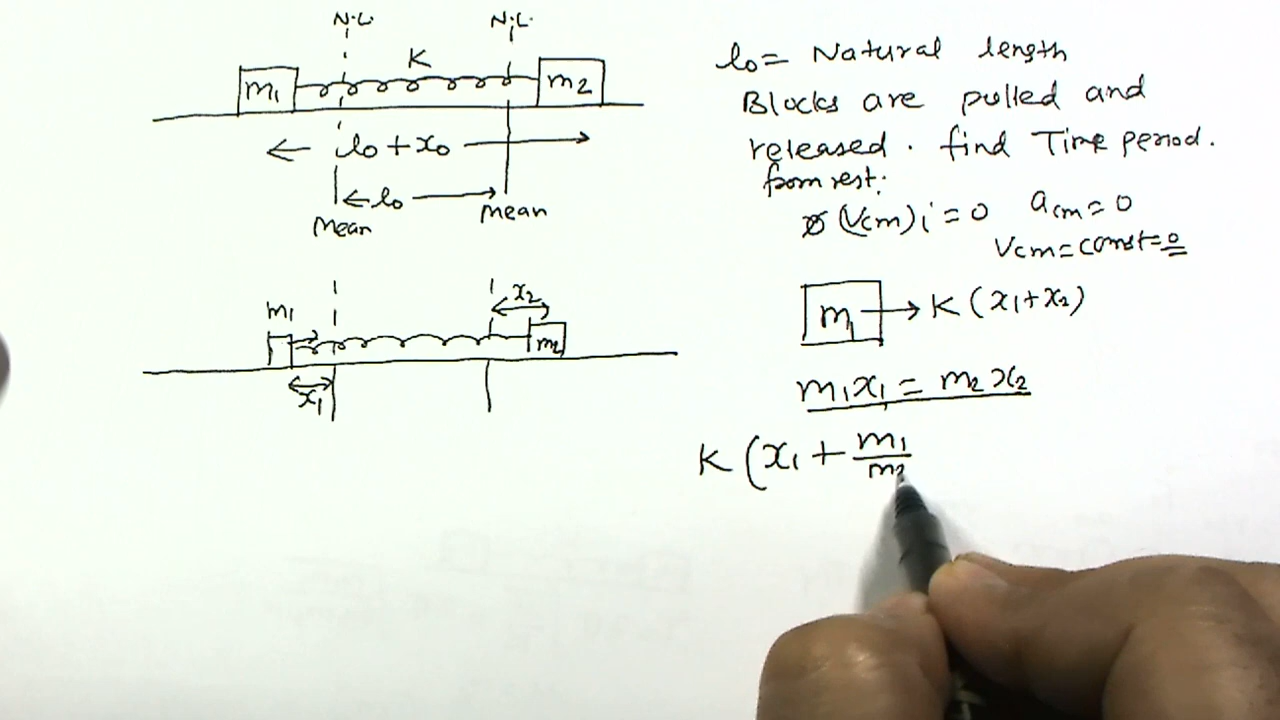 N.L. N.L.
K
m1 m2
l0 + x0
l0
Mean mean
l0 = Natural length
Blocks are pulled and
released. find Time period.
from rest.
(Vcm)i = 0 acm = 0
Vcm = const = 0
m1 x2
m2
x1
m1 → K (x1 + x2)
m1x1 = m2x2
K (x1 + m1/m2